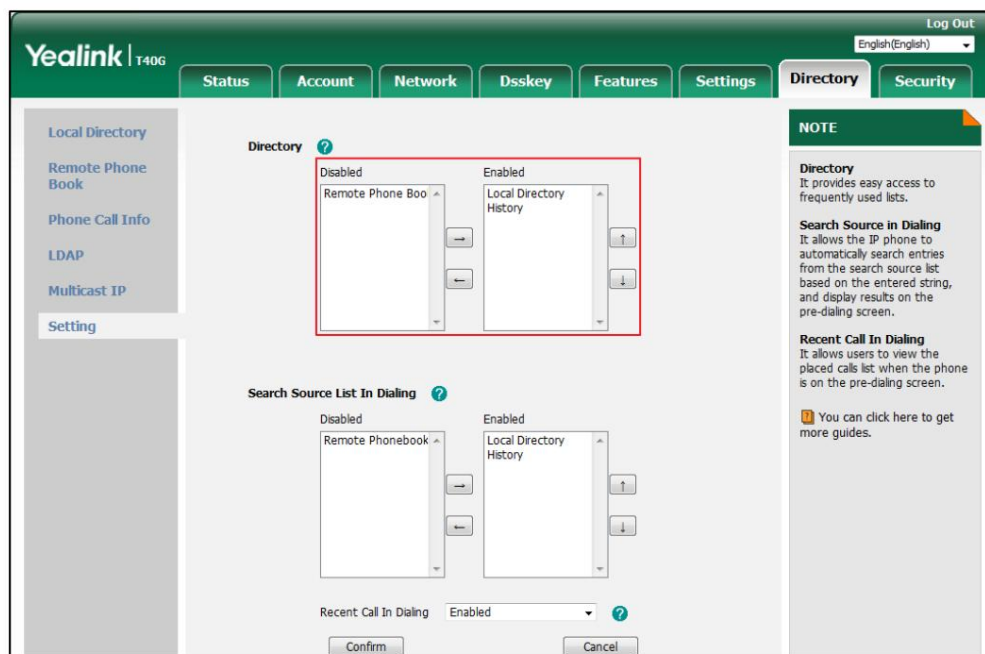 Log Out
Yealink | T40G
English(English)
Status
Account
Network
Dsskey
Features
Settings
Directory
Security
Local Directory
Remote Phone
Book
Phone Call Info
LDAP
Multicast IP
Setting
Directory ?
Disabled
Enabled
Remote Phone Boo
Local Directory
History
→
←
↑
↓
Search Source List In Dialing ?
Disabled
Enabled
Remote Phonebook
Local Directory
History
→
←
↑
↓
Recent Call In Dialing Enabled ?
Confirm
Cancel
NOTE
Directory
It provides easy access to
frequently used lists.
Search Source in Dialing
It allows the IP phone to
automatically search entries
from the search source list
based on the entered string,
and display results on the
pre-dialing screen.
Recent Call In Dialing
It allows users to view the
placed calls list when the phone
is on the pre-dialing screen.
? You can click here to get
more guides.